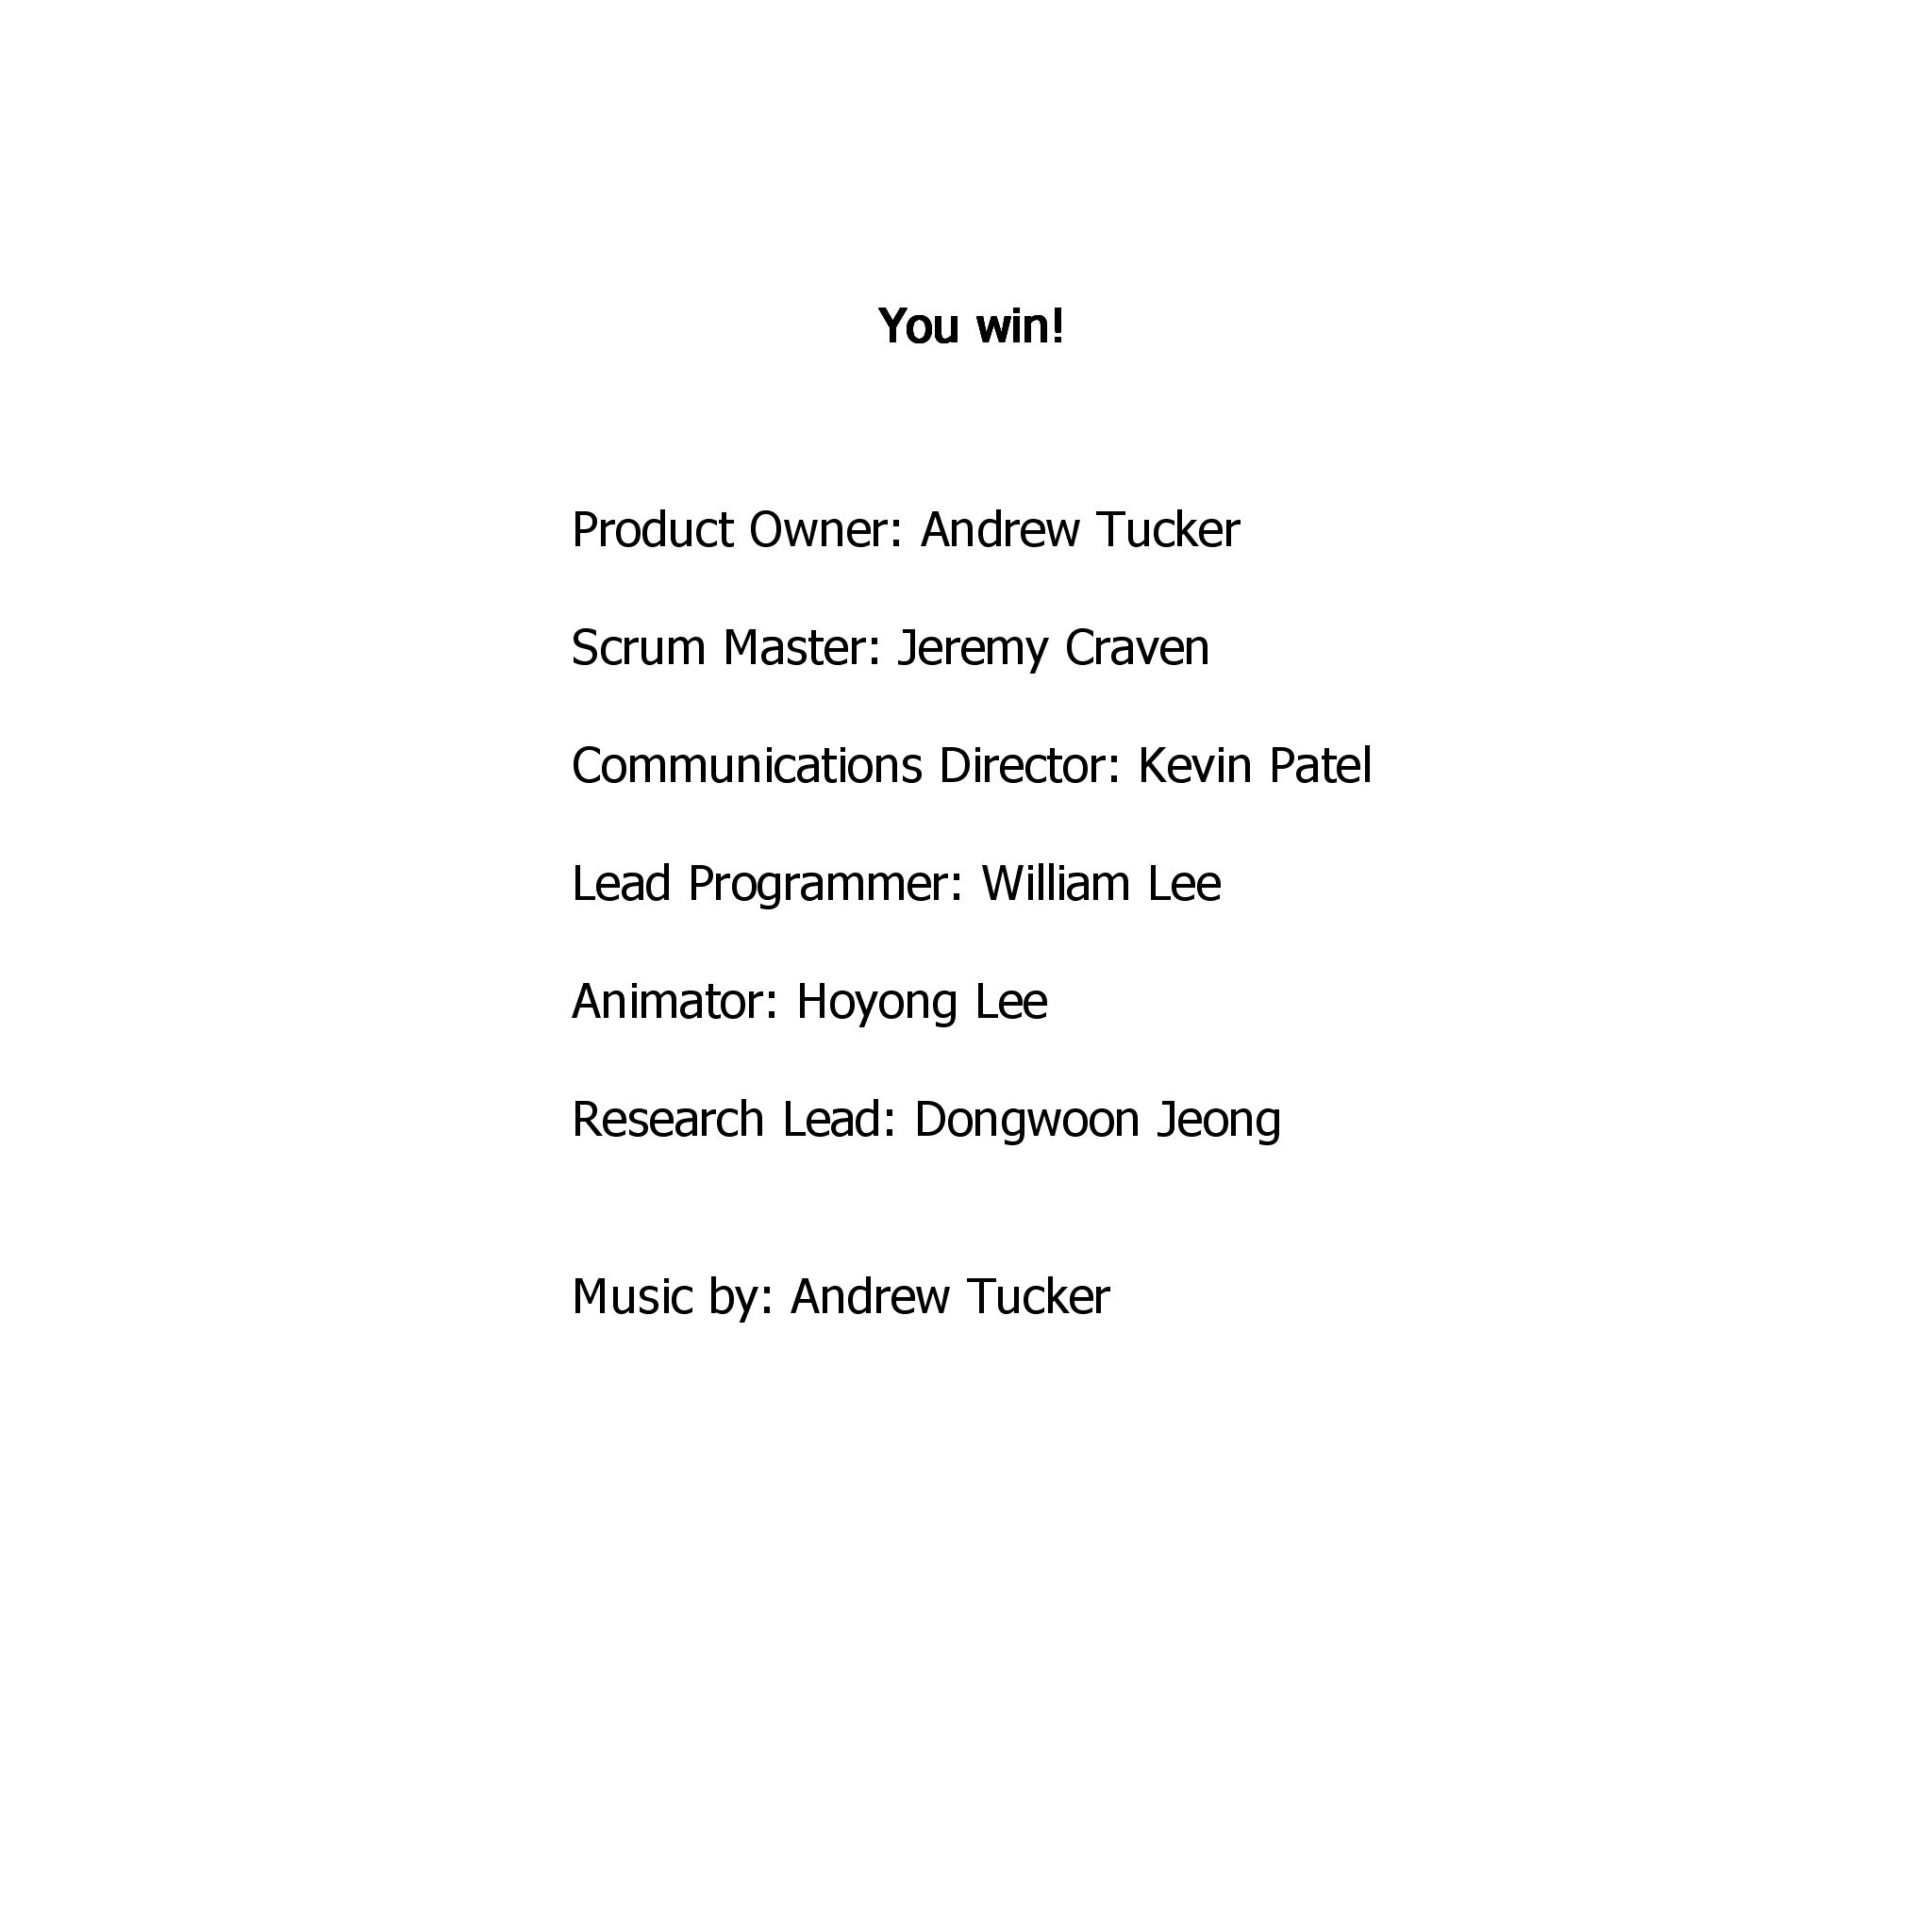 You win!
Product Owner: Andrew Tucker
Scrum Master: Jeremy Craven
Communications Director: Kevin Patel
Lead Programmer: William Lee
Animator: Hoyong Lee
Research Lead: Dongwoon Jeong
Music by: Andrew Tucker